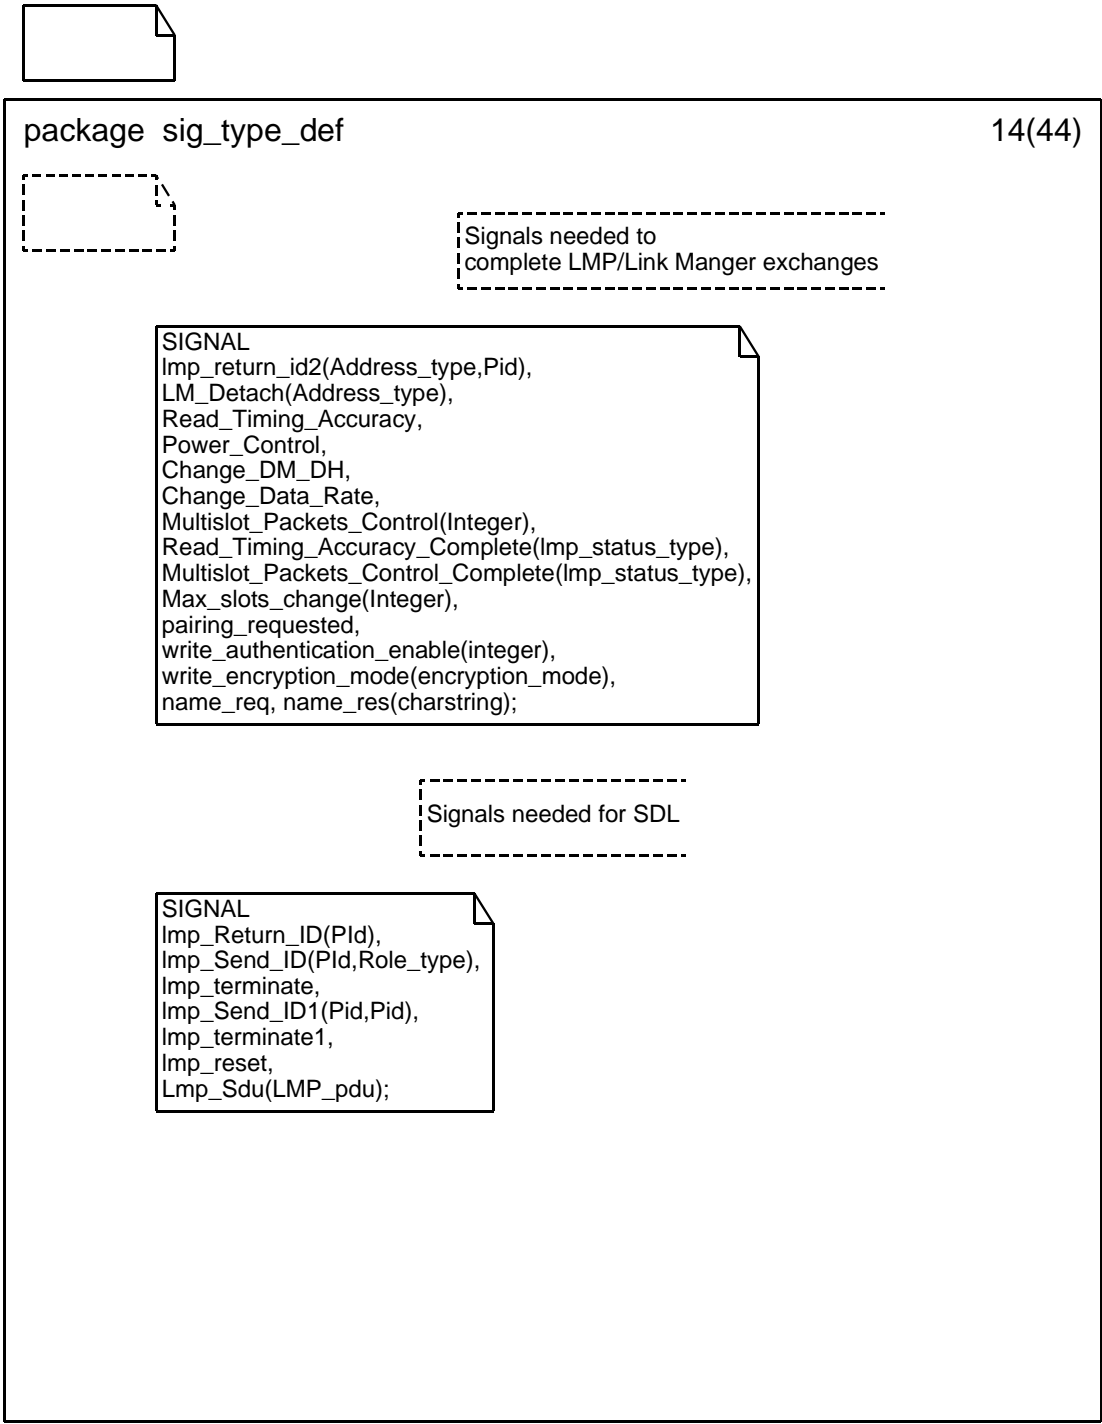 package sig_type_def
14(44)
Signals needed to
complete LMP/Link Manger exchanges
SIGNAL
lmp_return_id2(Address_type,Pid),
LM_Detach(Address_type),
Read_Timing_Accuracy,
Power_Control,
Change_DM_DH,
Change_Data_Rate,
Multislot_Packets_Control(Integer),
Read_Timing_Accuracy_Complete(lmp_status_type),
Multislot_Packets_Control_Complete(lmp_status_type),
Max_slots_change(Integer),
pairing_requested,
write_authentication_enable(integer),
write_encryption_mode(encryption_mode),
name_req, name_res(charstring);
Signals needed for SDL
SIGNAL
lmp_Return_ID(PId),
lmp_Send_ID(PId,Role_type),
lmp_terminate,
lmp_Send_ID1(Pid,Pid),
lmp_terminate1,
lmp_reset,
Lmp_Sdu(LMP_pdu);